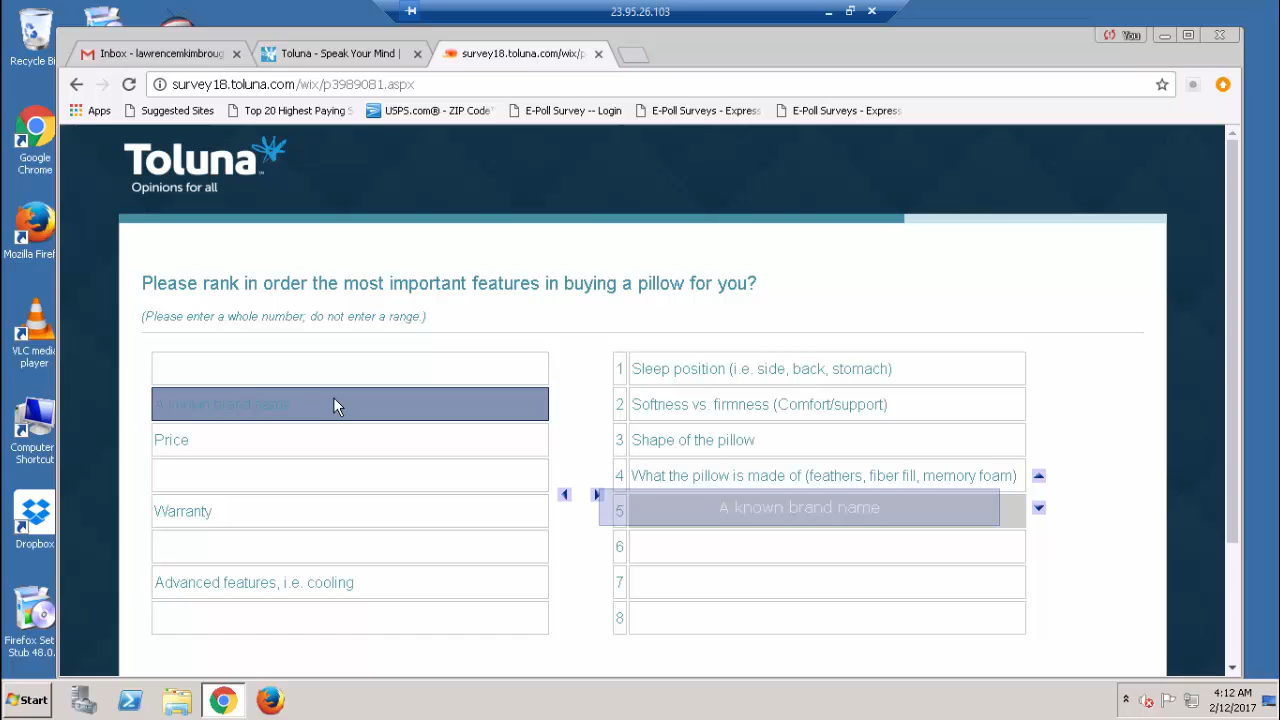 23.95.26.103
Recycle Bi
You
Inbox - lawrencemkimbroug
Toluna - Speak Your Mind |
survey18.toluna.com/wix/p
survey18.toluna.com/wix/p3989081.aspx
Apps
Suggested Sites
Top 20 Highest Paying S
USPS.com® - ZIP Code
E-Poll Survey -- Login
E-Poll Surveys - Express
E-Poll Surveys - Express
Google
Chrome
Mozilla Firef
VLC media
player
Computer
Shortcut
Dropbox
Firefox Set
Stub 48.0.
Toluna
Opinions for all
Please rank in order the most important features in buying a pillow for you?
(Please enter a whole number; do not enter a range.)
A known brand name
Price
Warranty
Advanced features, i.e. cooling
1 Sleep position (i.e. side, back, stomach)
2 Softness vs. firmness (Comfort/support)
3 Shape of the pillow
4 What the pillow is made of (feathers, fiber fill, memory foam)
5 A known brand name
6
7
8
Start
4:12 AM
2/12/2017